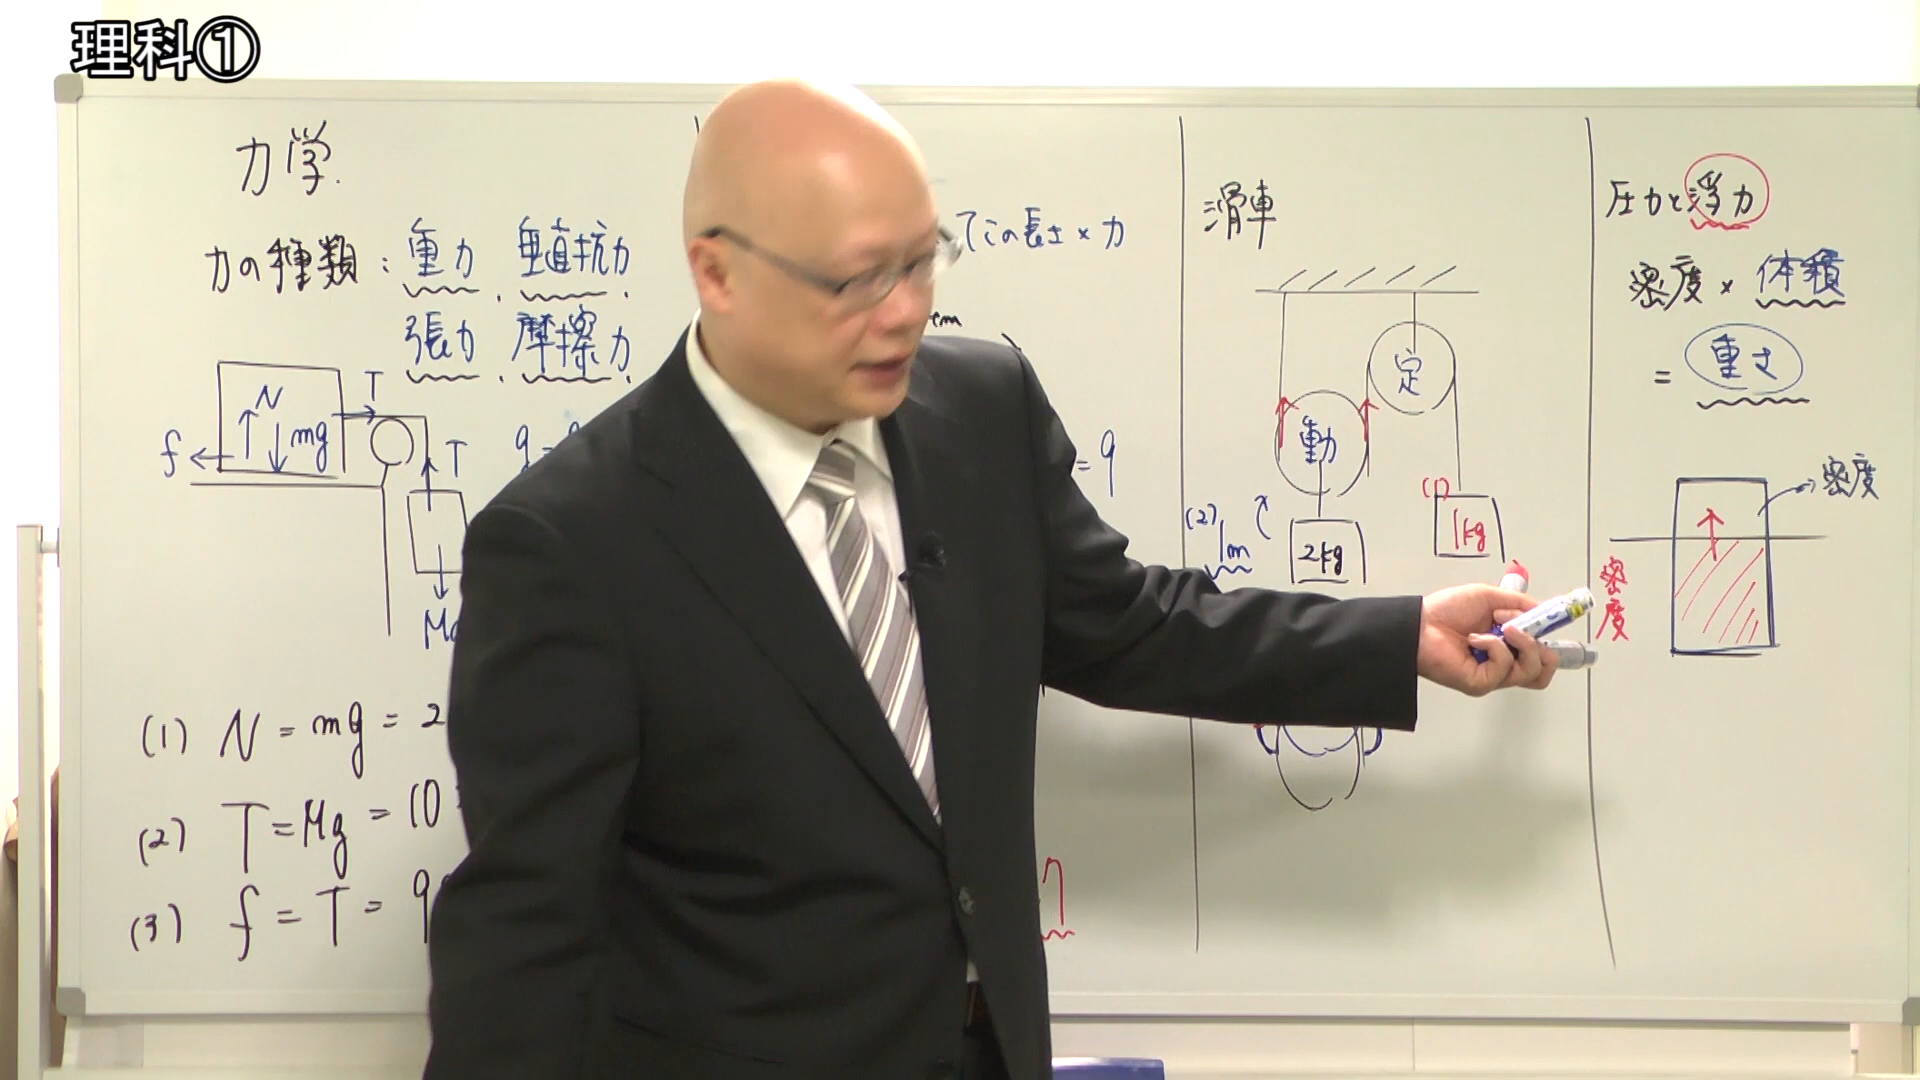 理科①
力学.
力の種類：重力、垂直抗力、
張力、摩擦力、
N
T
f
mg
T
(1) N = mg = 2
(2) T = Mg = 10
(3) f = T =
てこの長さ×力
cm
= 9
滑車
定
動
(1)
1kg
(2)
1m
2kg
圧力と浮力
密度×体積
= 重さ
密度
密度